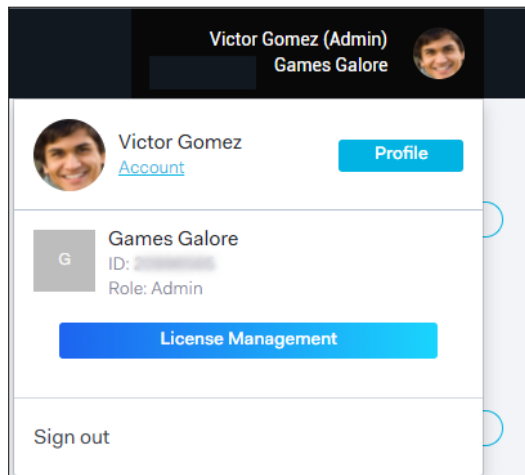 Victor Gomez (Admin)
Games Galore
Victor Gomez
Account
Profile
G
Games Galore
ID:
Role: Admin
License Management
Sign out